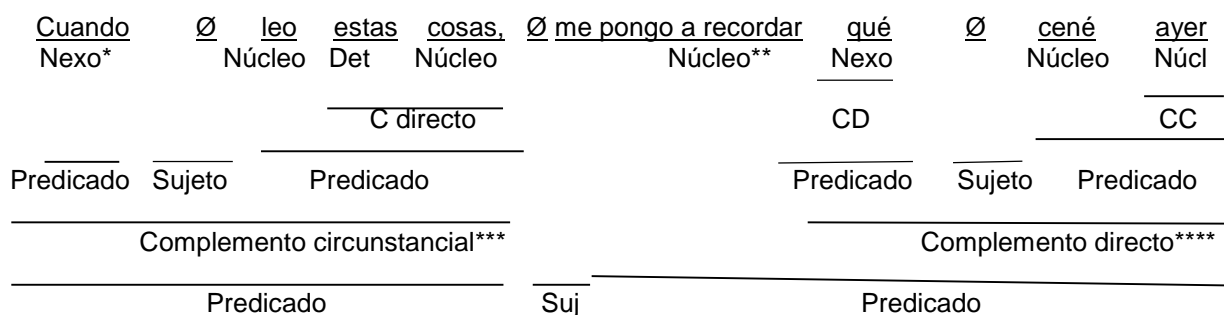 Cuando Ø leo estas cosas, Ø me pongo a recordar qué Ø cené ayer
Nexo* Núcleo Det Núcleo Núcleo** Nexo Núcleo Núcl
C directo CD CC
Predicado Sujeto Predicado Predicado Sujeto Predicado
Complemento circunstancial*** Complemento directo****
Predicado Suj Predicado